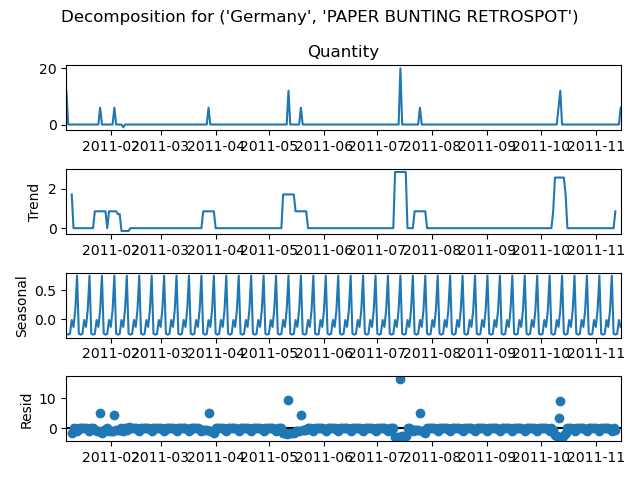 Decomposition for ('Germany', 'PAPER BUNTING RETROSPOT')
Quantity
20
0
2011-02 2011-03 2011-04 2011-05 2011-06 2011-07 2011-08 2011-09 2011-10 2011-11
Trend
2
0
2011-02 2011-03 2011-04 2011-05 2011-06 2011-07 2011-08 2011-09 2011-10 2011-11
Seasonal
0.5
0.0
2011-02 2011-03 2011-04 2011-05 2011-06 2011-07 2011-08 2011-09 2011-10 2011-11
Resid
10
0
2011-02 2011-03 2011-04 2011-05 2011-06 2011-07 2011-08 2011-09 2011-10 2011-11